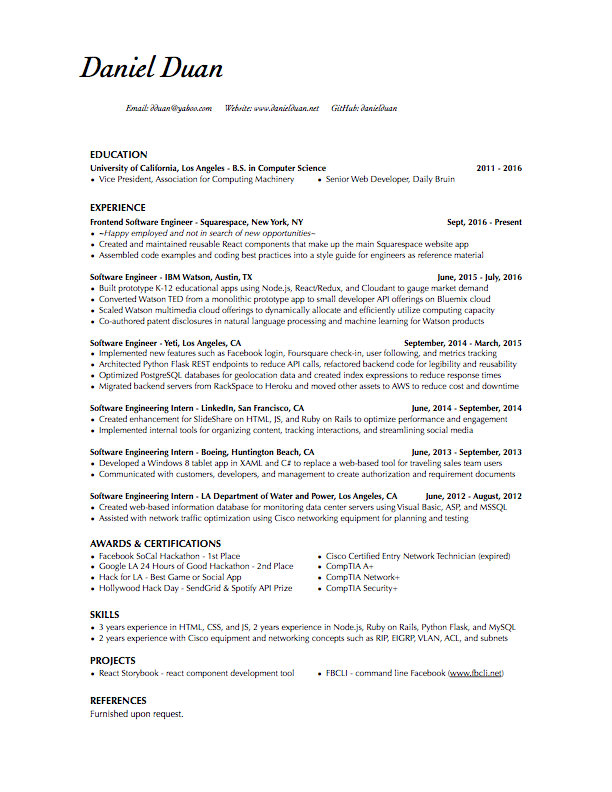 Daniel Duan
Email: dduan@yahoo.com Website: www.danielduan.net GitHub: danielduan
EDUCATION
University of California, Los Angeles - B.S. in Computer Science 2011 - 2016
• Vice President, Association for Computing Machinery • Senior Web Developer, Daily Bruin
EXPERIENCE
Frontend Software Engineer - Squarespace, New York, NY Sept, 2016 - Present
• ~Happy employed and not in search of new opportunities~
• Created and maintained reusable React components that make up the main Squarespace website app
• Assembled code examples and coding best practices into a style guide for engineers as reference material
Software Engineer - IBM Watson, Austin, TX June, 2015 - July, 2016
• Built prototype K-12 educational apps using Node.js, React/Redux, and Cloudant to gauge market demand
• Converted Watson TED from a monolithic prototype app to small developer API offerings on Bluemix cloud
• Scaled Watson multimedia cloud offerings to dynamically allocate and efficiently utilize computing capacity
• Co-authored patent disclosures in natural language processing and machine learning for Watson products
Software Engineer - Yeti, Los Angeles, CA September, 2014 - March, 2015
• Implemented new features such as Facebook login, Foursquare check-in, user following, and metrics tracking
• Architected Python Flask REST endpoints to reduce API calls, refactored backend code for legibility and reusability
• Optimized PostgreSQL databases for geolocation data and created index expressions to reduce response times
• Migrated backend servers from RackSpace to Heroku and moved other assets to AWS to reduce cost and downtime
Software Engineering Intern - LinkedIn, San Francisco, CA June, 2014 - September, 2014
• Created enhancement for SlideShare on HTML, JS, and Ruby on Rails to optimize performance and engagement
• Implemented internal tools for organizing content, tracking interactions, and streamlining social media
Software Engineering Intern - Boeing, Huntington Beach, CA June, 2013 - September, 2013
• Developed a Windows 8 tablet app in XAML and C# to replace a web-based tool for traveling sales team users
• Communicated with customers, developers, and management to create authorization and requirement documents
Software Engineering Intern - LA Department of Water and Power, Los Angeles, CA June, 2012 - August, 2012
• Created web-based information database for monitoring data center servers using Visual Basic, ASP, and MSSQL
• Assisted with network traffic optimization using Cisco networking equipment for planning and testing
AWARDS & CERTIFICATIONS
• Facebook SoCal Hackathon - 1st Place • Cisco Certified Entry Network Technician (expired)
• Google LA 24 Hours of Good Hackathon - 2nd Place • CompTIA A+
• Hack for LA - Best Game or Social App • CompTIA Network+
• Hollywood Hack Day - SendGrid & Spotify API Prize • CompTIA Security+
SKILLS
• 3 years experience in HTML, CSS, and JS, 2 years experience in Node.js, Ruby on Rails, Python Flask, and MySQL
• 2 years experience with Cisco equipment and networking concepts such as RIP, EIGRP, VLAN, ACL, and subnets
PROJECTS
• React Storybook - react component development tool • FBCLI - command line Facebook (www.fbcli.net)
REFERENCES
Furnished upon request.